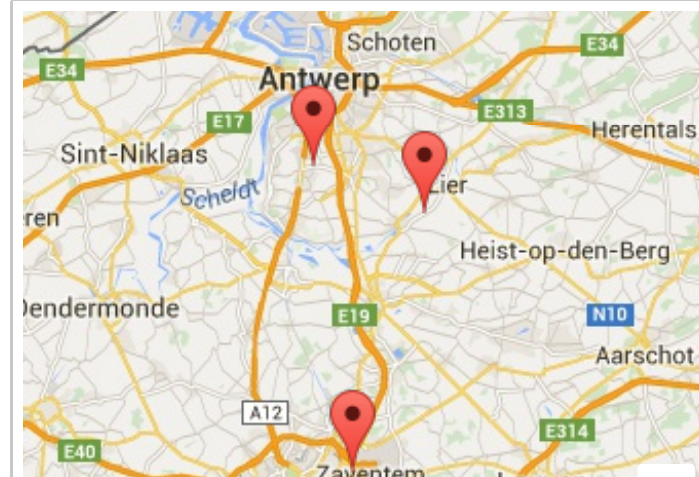 Schoten
E34
E34
Antwerp
E313
E17
Herentals
Sint-Niklaas
Lier
Scheldt
Heist-op-den-Berg
N10
E19
Aarschot
A12
E314
E40
Zaventem